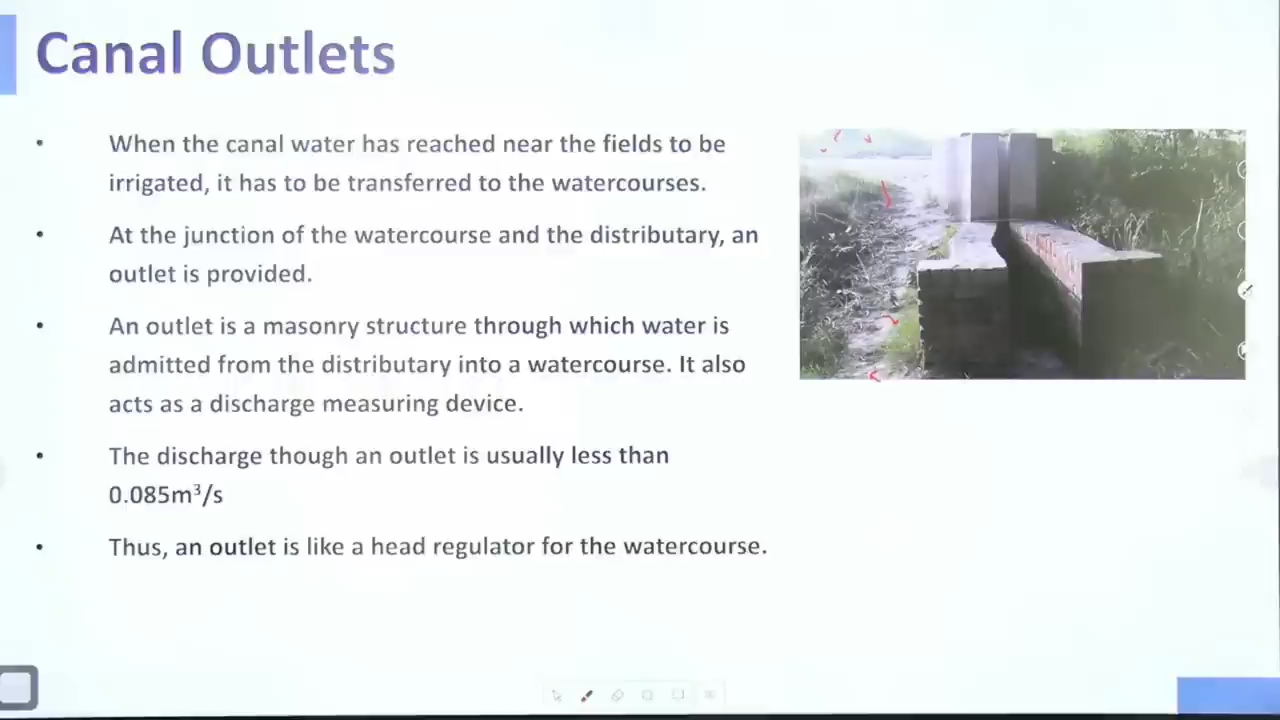 Canal Outlets
• When the canal water has reached near the fields to be
irrigated, it has to be transferred to the watercourses.
• At the junction of the watercourse and the distributary, an
outlet is provided.
• An outlet is a masonry structure through which water is
admitted from the distributary into a watercourse. It also
acts as a discharge measuring device.
• The discharge though an outlet is usually less than
0.085m³/s
• Thus, an outlet is like a head regulator for the watercourse.